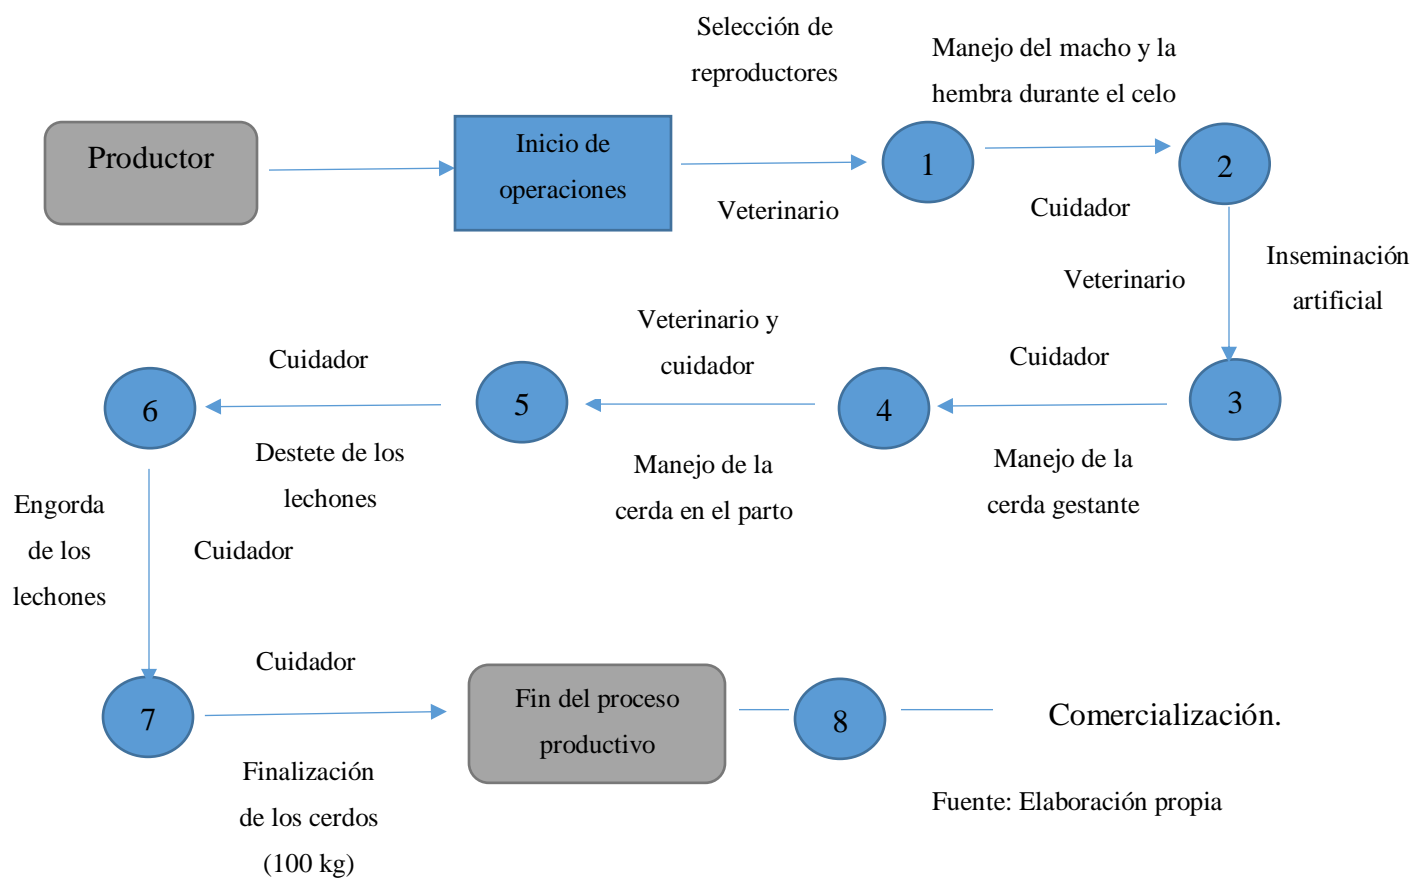 Productor
Inicio de
operaciones
Selección de
reproductores
Veterinario
1
Manejo del macho y la
hembra durante el celo
Cuidador
2
Veterinario
Inseminación
artificial
3
Cuidador
Manejo de la
cerda gestante
4
Veterinario y
cuidador
Manejo de la
cerda en el parto
5
Cuidador
Destete de los
lechones
6
Engorda
de los
lechones
Cuidador
7
Cuidador
Finalización
de los cerdos
(100 kg)
Fin del proceso
productivo
8
Comercialización.
Fuente: Elaboración propia